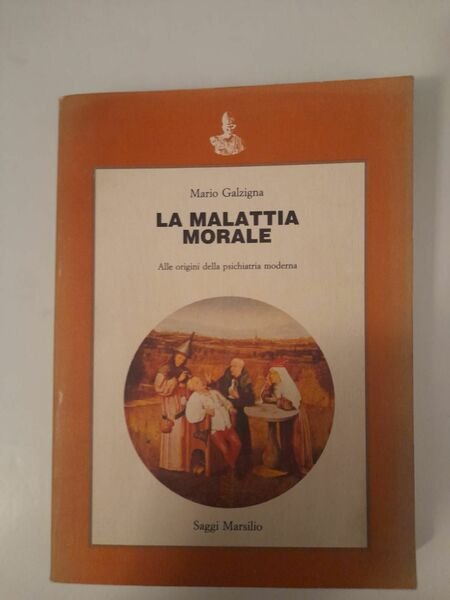 Mario Galzigna
LA MALATTIA
MORALE
Alle origini della psichiatria moderna
Saggi Marsilio